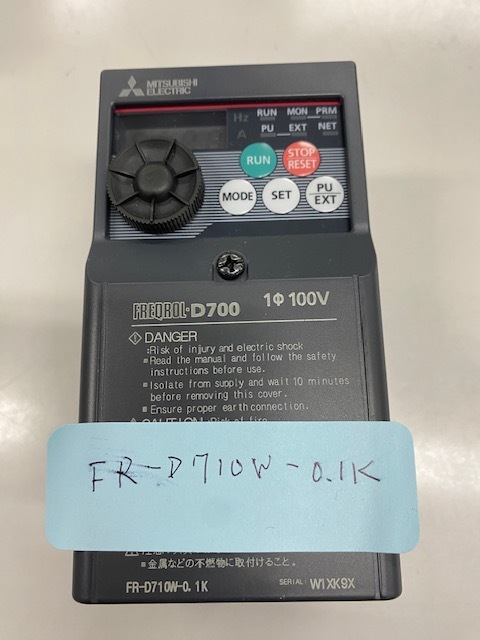 MITSUBISHI
ELECTRIC
Hz RUN MON PRM
A PU EXT NET
RUN
STOP
RESET
MODE
SET
PU
EXT
FREQROL-D700 1Φ 100V
DANGER
:Risk of injury and electric shock
■Read the manual and follow the safety
instructions before use.
■Isolate from supply and wait 10 minutes
before removing this cover.
■Ensure proper earth connection.
CAUTION :Risk of fire
FR-D710W-0.1K
■金属などの不燃物に取付けること。
FR-D710W-0.1K SERIAL: W1XK9X